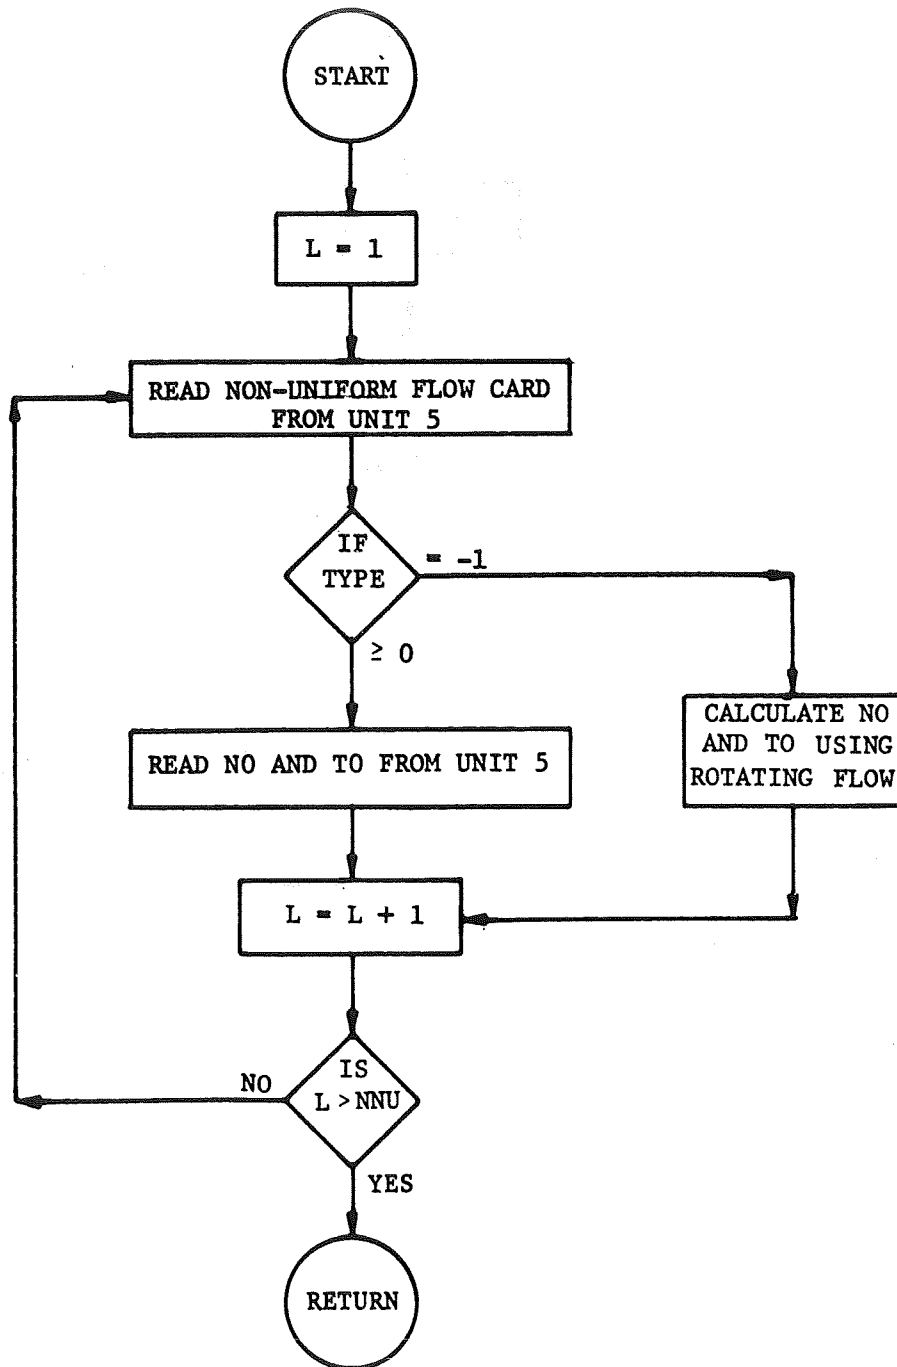 START
L = 1
READ NON-UNIFORM FLOW CARD
FROM UNIT 5
IF
TYPE
= -1
≥ 0
READ NO AND TO FROM UNIT 5
CALCULATE NO
AND TO USING
ROTATING FLOW
L = L + 1
IS
L > NNU
NO
YES
RETURN